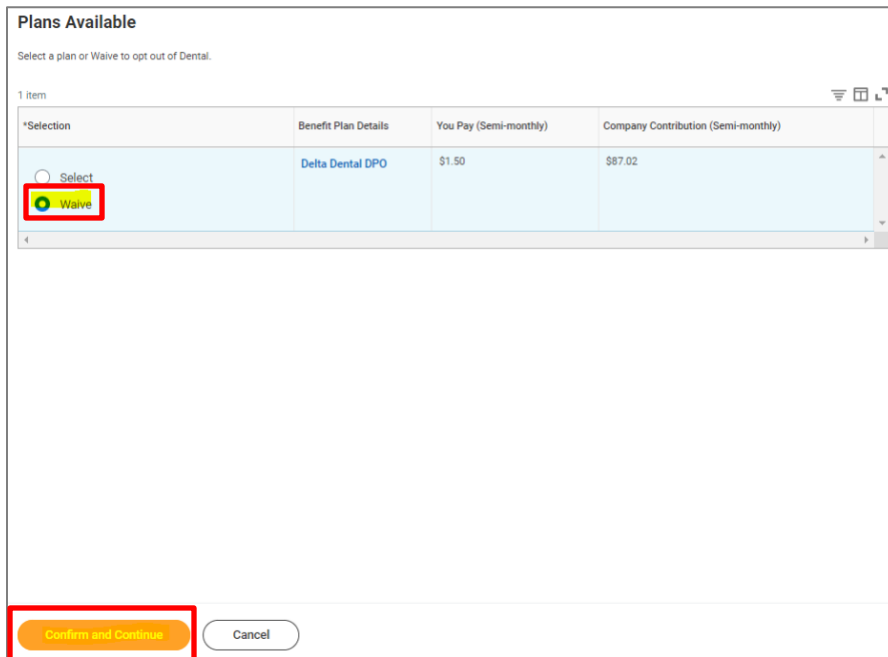 Plans Available
Select a plan or Waive to opt out of Dental.
1 item
*Selection Benefit Plan Details You Pay (Semi-monthly) Company Contribution (Semi-monthly)
Select Delta Dental DPO $1.50 $87.02
Waive
Confirm and Continue Cancel